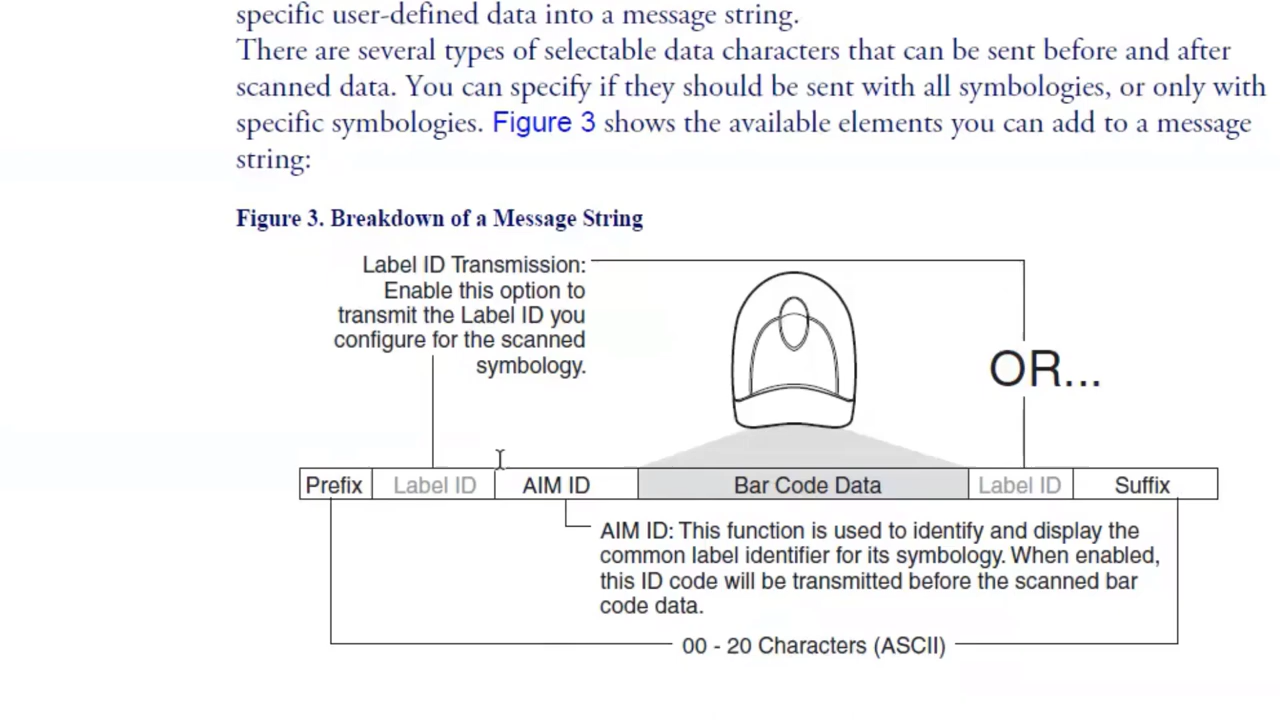 specific user-defined data into a message string.
There are several types of selectable data characters that can be sent before and after
scanned data. You can specify if they should be sent with all symbologies, or only with
specific symbologies. Figure 3 shows the available elements you can add to a message
string:
Figure 3. Breakdown of a Message String
Label ID Transmission:
Enable this option to
transmit the Label ID you
configure for the scanned
symbology.
OR...
Prefix Label ID AIM ID Bar Code Data Label ID Suffix
AIM ID: This function is used to identify and display the
common label identifier for its symbology. When enabled,
this ID code will be transmitted before the scanned bar
code data.
00 - 20 Characters (ASCII)